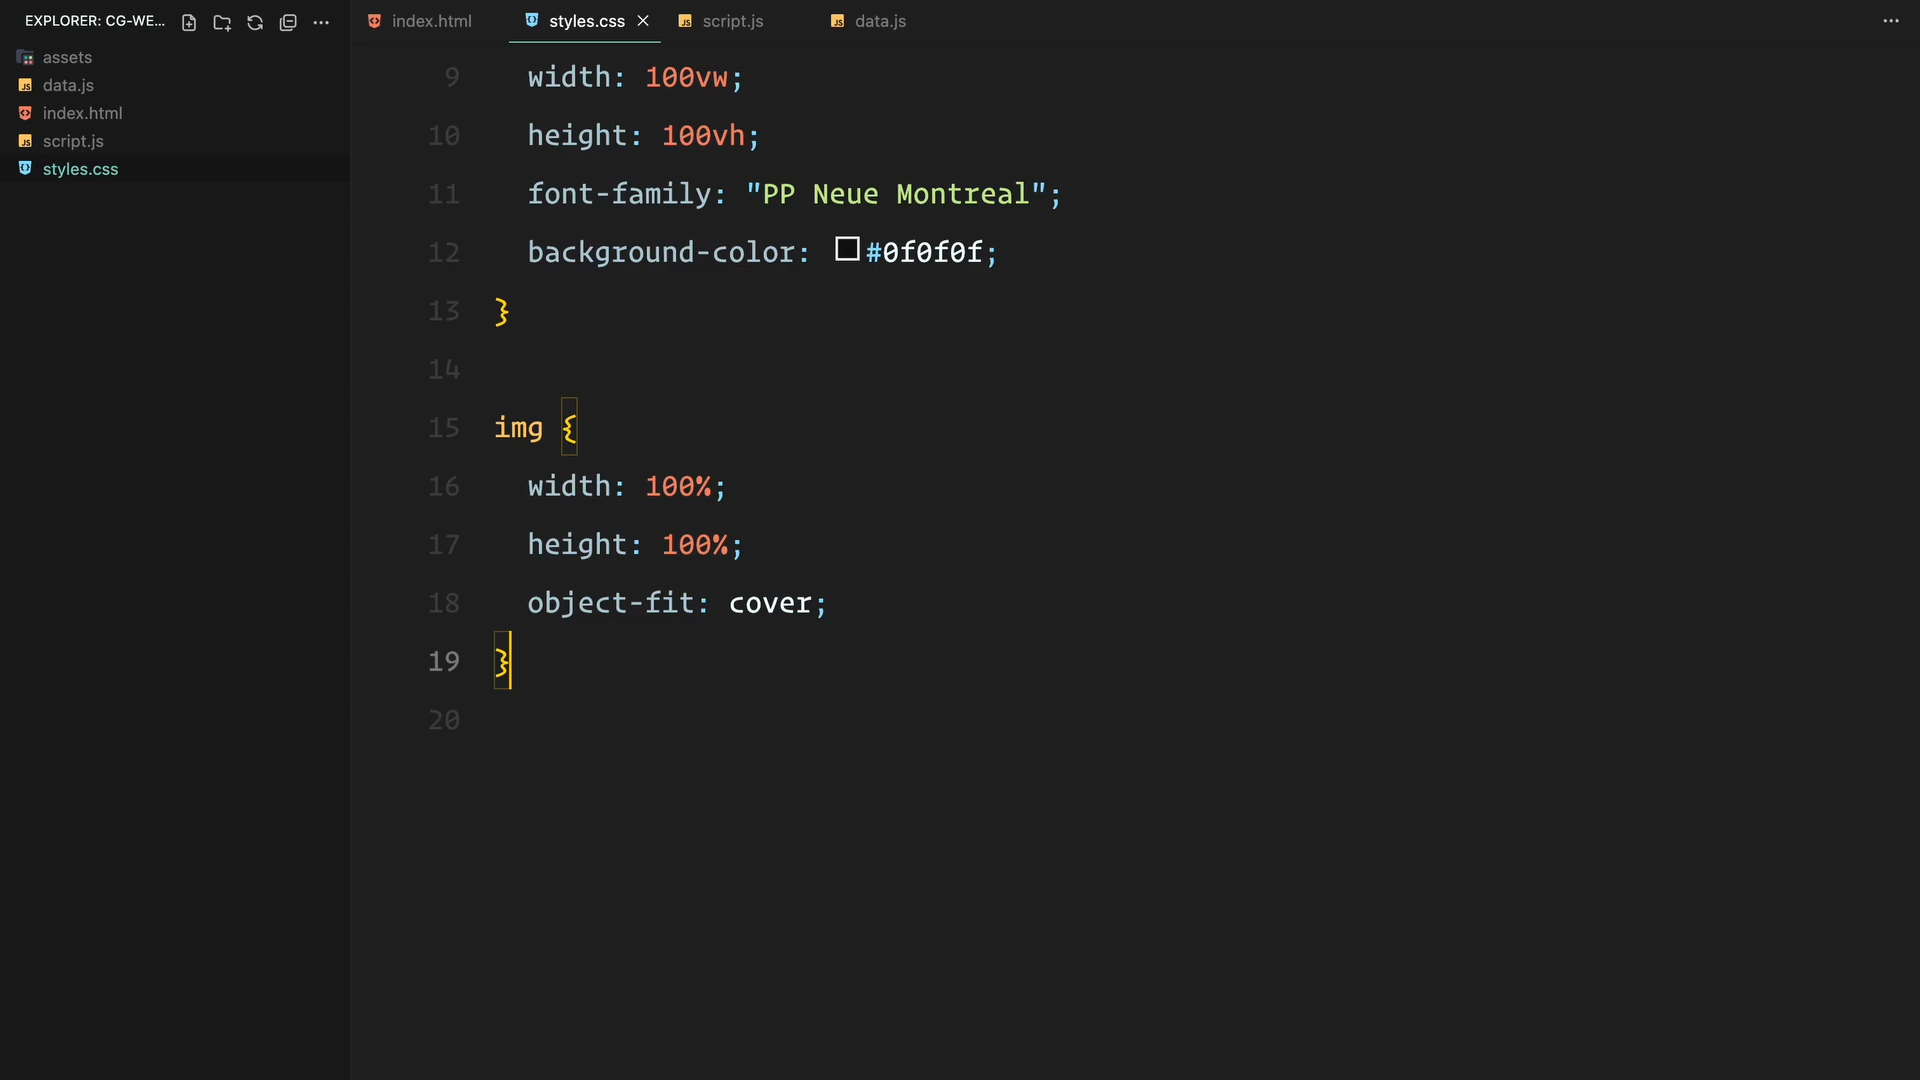 EXPLORER: CG-WE...
assets
data.js
index.html
script.js
styles.css
index.html
styles.css
script.js
data.js
9 width: 100vw;
10 height: 100vh;
11 font-family: "PP Neue Montreal";
12 background-color: #0f0f0f;
13 }
14
15 img {
16 width: 100%;
17 height: 100%;
18 object-fit: cover;
19 }
20